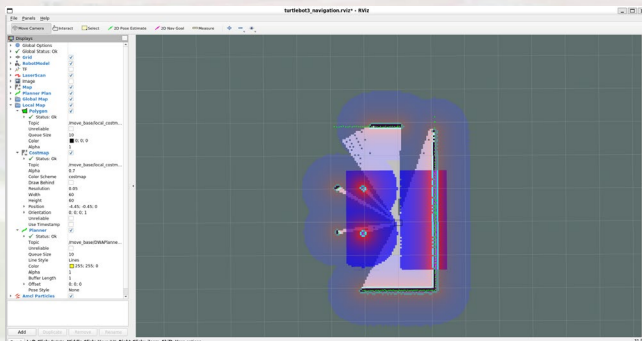 turtlebot3_navigation.rviz* - RViz
File Panels Help
Move Camera Interact Select 2D Pose Estimate 2D Nav Goal Measure
Displays
Global Options
Global Status: Ok
Grid
RobotModel
TF
LaserScan
Image
Map
Planner Plan
Global Map
Local Map
Polygon
Status: Ok
Topic /move_base/local_costm...
Unreliable
Queue Size 10
Color 0; 0; 0
Alpha 1
Costmap
Status: Ok
Topic /move_base/local_costm...
Alpha 0.7
Color Scheme costmap
Draw Behind
Resolution 0.05
Width 60
Height 60
Position -4.45; -0.45; 0
Orientation 0; 0; 0; 1
Unreliable
Use Timestamp
Planner
Status: Ok
Topic /move_base/DWAPlanne...
Unreliable
Queue Size 10
Line Style Lines
Color 255; 255; 0
Alpha 1
Buffer Length 1
Offset 0; 0; 0
Pose Style None
Amcl Particles
Add Duplicate Remove Rename